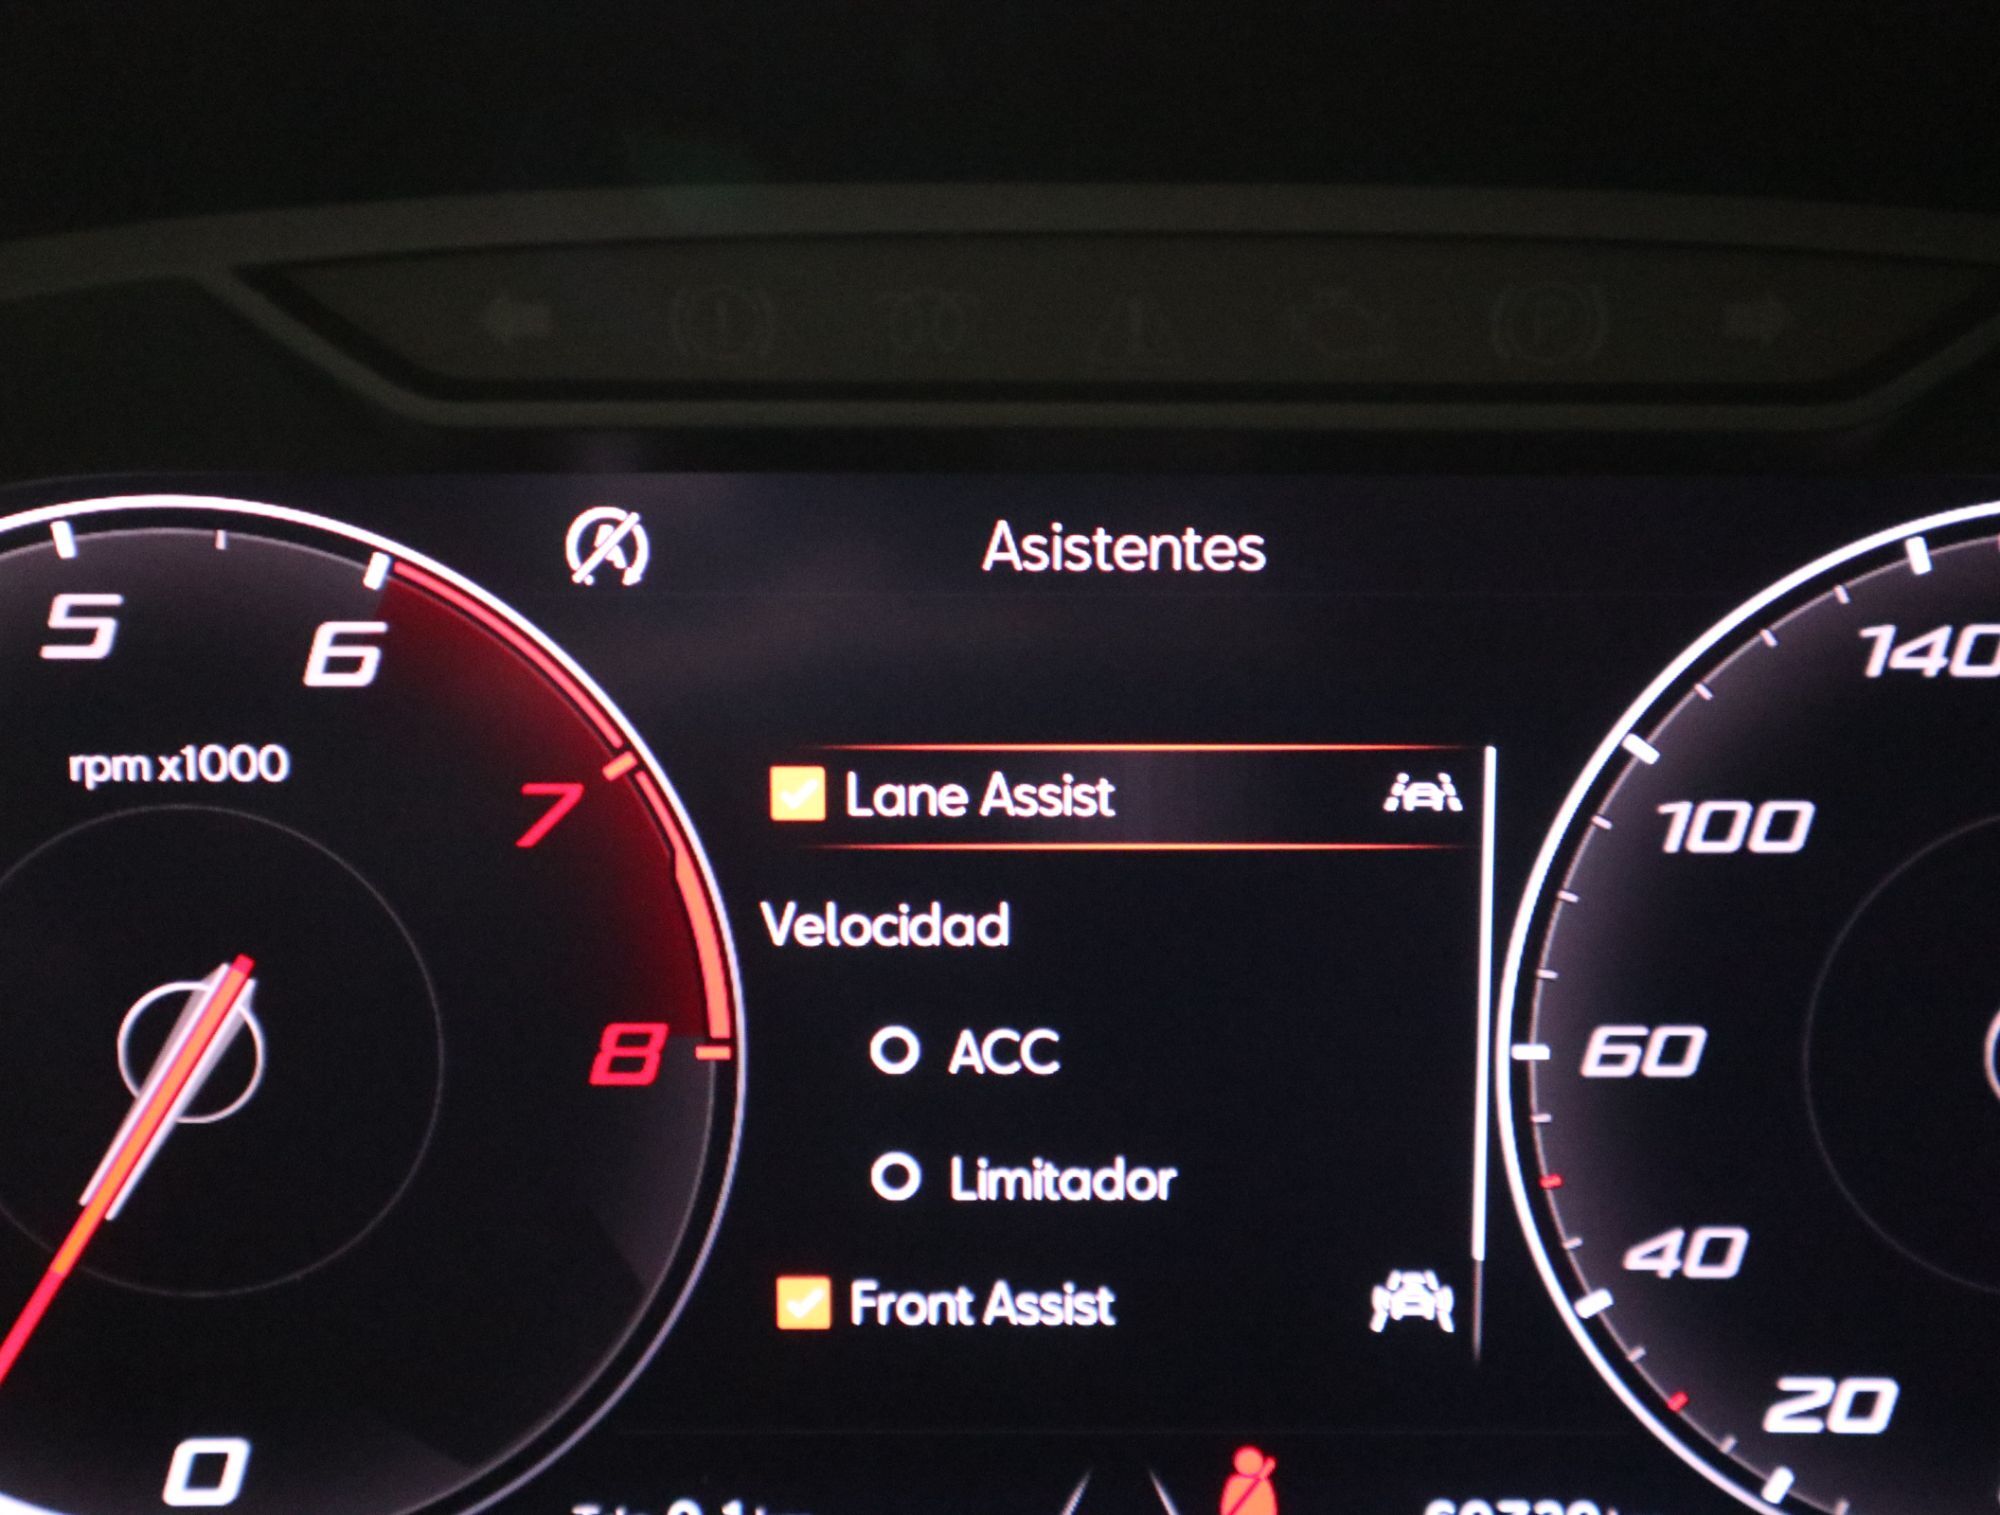 Asistentes
5
6
7
8
0
rpm x1000
Lane Assist
Velocidad
ACC
Limitador
Front Assist
140
100
60
40
20